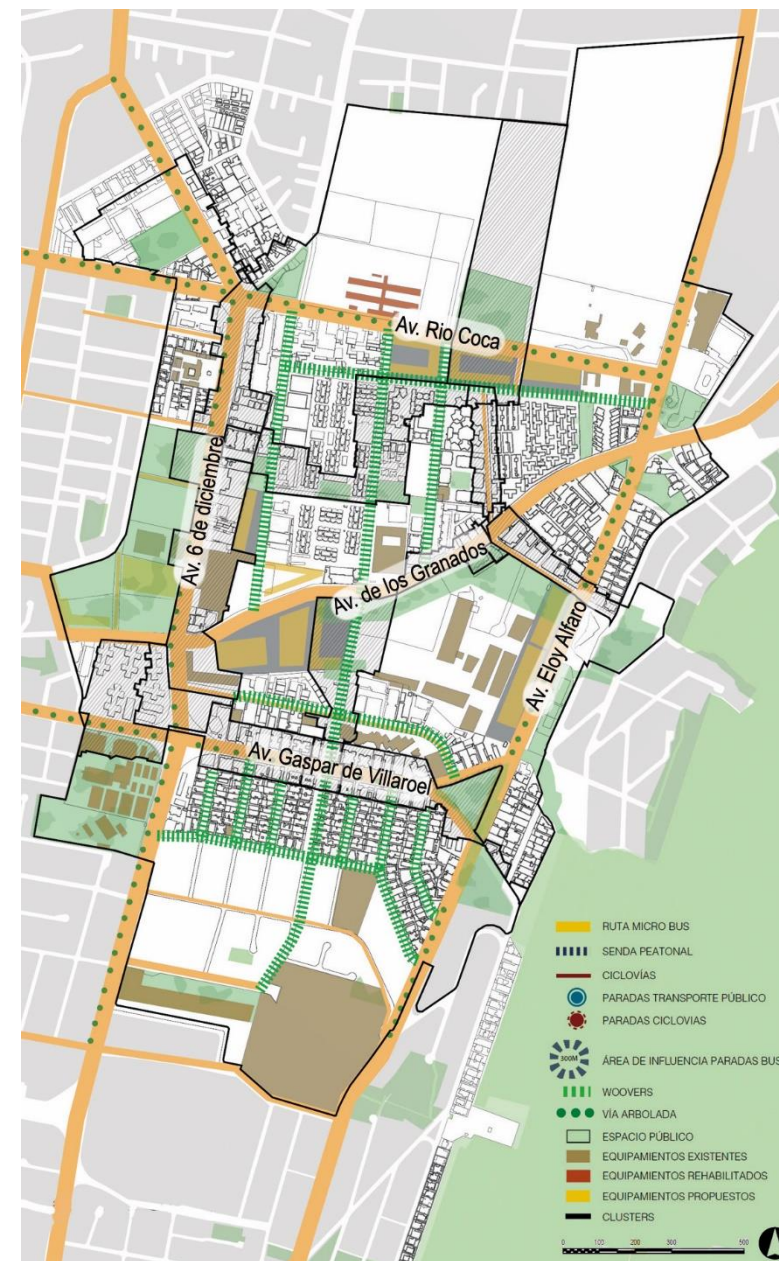 Av. Rio Coca
Av. 6 de diciembre
Av. de los Granados
Av. Eloy Alfaro
Av. Gaspar de Villaroel
RUTA MICRO BUS
SENDA PEATONAL
CICLOVÍAS
PARADAS TRANSPORTE PÚBLICO
PARADAS CICLOVIAS
300M
ÁREA DE INFLUENCIA PARADAS BUS
WOOVERS
VÍA ARBOLADA
ESPACIO PÚBLICO
EQUIPAMIENTOS EXISTENTES
EQUIPAMIENTOS REHABILITADOS
EQUIPAMIENTOS PROPUESTOS
CLUSTERS
0 100 200 300 500